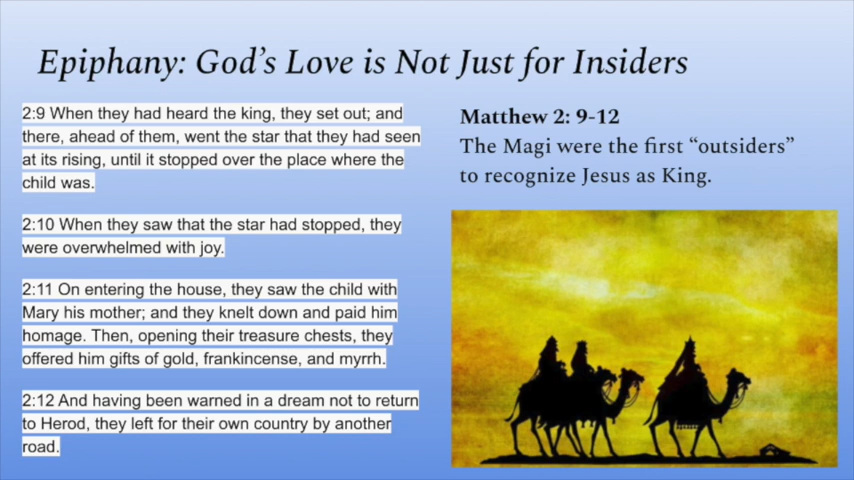 Epiphany: God’s Love is Not Just for Insiders
2:9 When they had heard the king, they set out; and
there, ahead of them, went the star that they had seen
at its rising, until it stopped over the place where the
child was.
2:10 When they saw that the star had stopped, they
were overwhelmed with joy.
2:11 On entering the house, they saw the child with
Mary his mother; and they knelt down and paid him
homage. Then, opening their treasure chests, they
offered him gifts of gold, frankincense, and myrrh.
2:12 And having been warned in a dream not to return
to Herod, they left for their own country by another
road.
Matthew 2: 9-12
The Magi were the first “outsiders”
to recognize Jesus as King.